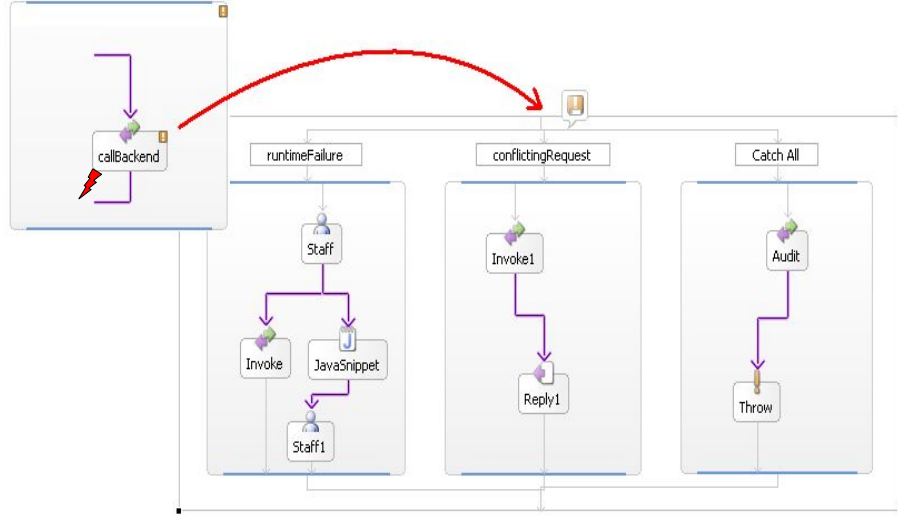 callBackend
runtimeFailure
conflictingRequest
Catch All
Staff
Invoke
JavaSnippet
Staff1
Invoke1
Reply1
Audit
Throw